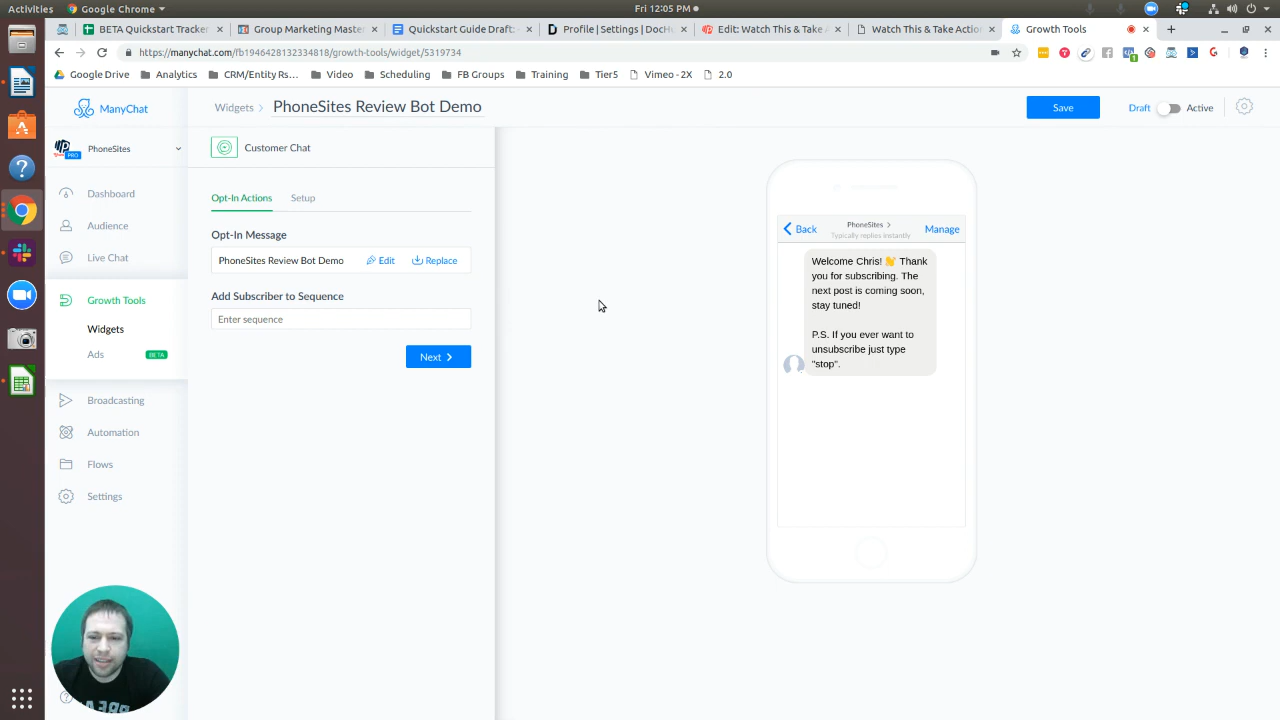 Activities
Google Chrome
Fri 12:05 PM
BETA Quickstart Tracker
Group Marketing Master
Quickstart Guide Draft:
Profile | Settings | DocH
Edit: Watch This & Take A
Watch This & Take Action
Growth Tools
https://manychat.com/fb1946428132334818/growth-tools/widget/5319734
Google Drive
Analytics
CRM/Entity Rs...
Video
Scheduling
FB Groups
Training
Tier5
Vimeo - 2X
2.0
ManyChat
Widgets
PhoneSites Review Bot Demo
Save
Draft
Active
PRO
PhoneSites
Customer Chat
Dashboard
Audience
Live Chat
Growth Tools
Widgets
Ads
BETA
Broadcasting
Automation
Flows
Settings
Opt-In Actions
Setup
Opt-In Message
PhoneSites Review Bot Demo
Edit
Replace
Add Subscriber to Sequence
Enter sequence
Next
Back
PhoneSites
Typically replies instantly
Manage
Welcome Chris! 👋 Thank
you for subscribing. The
next post is coming soon,
stay tuned!
P.S. If you ever want to
unsubscribe just type
"stop".